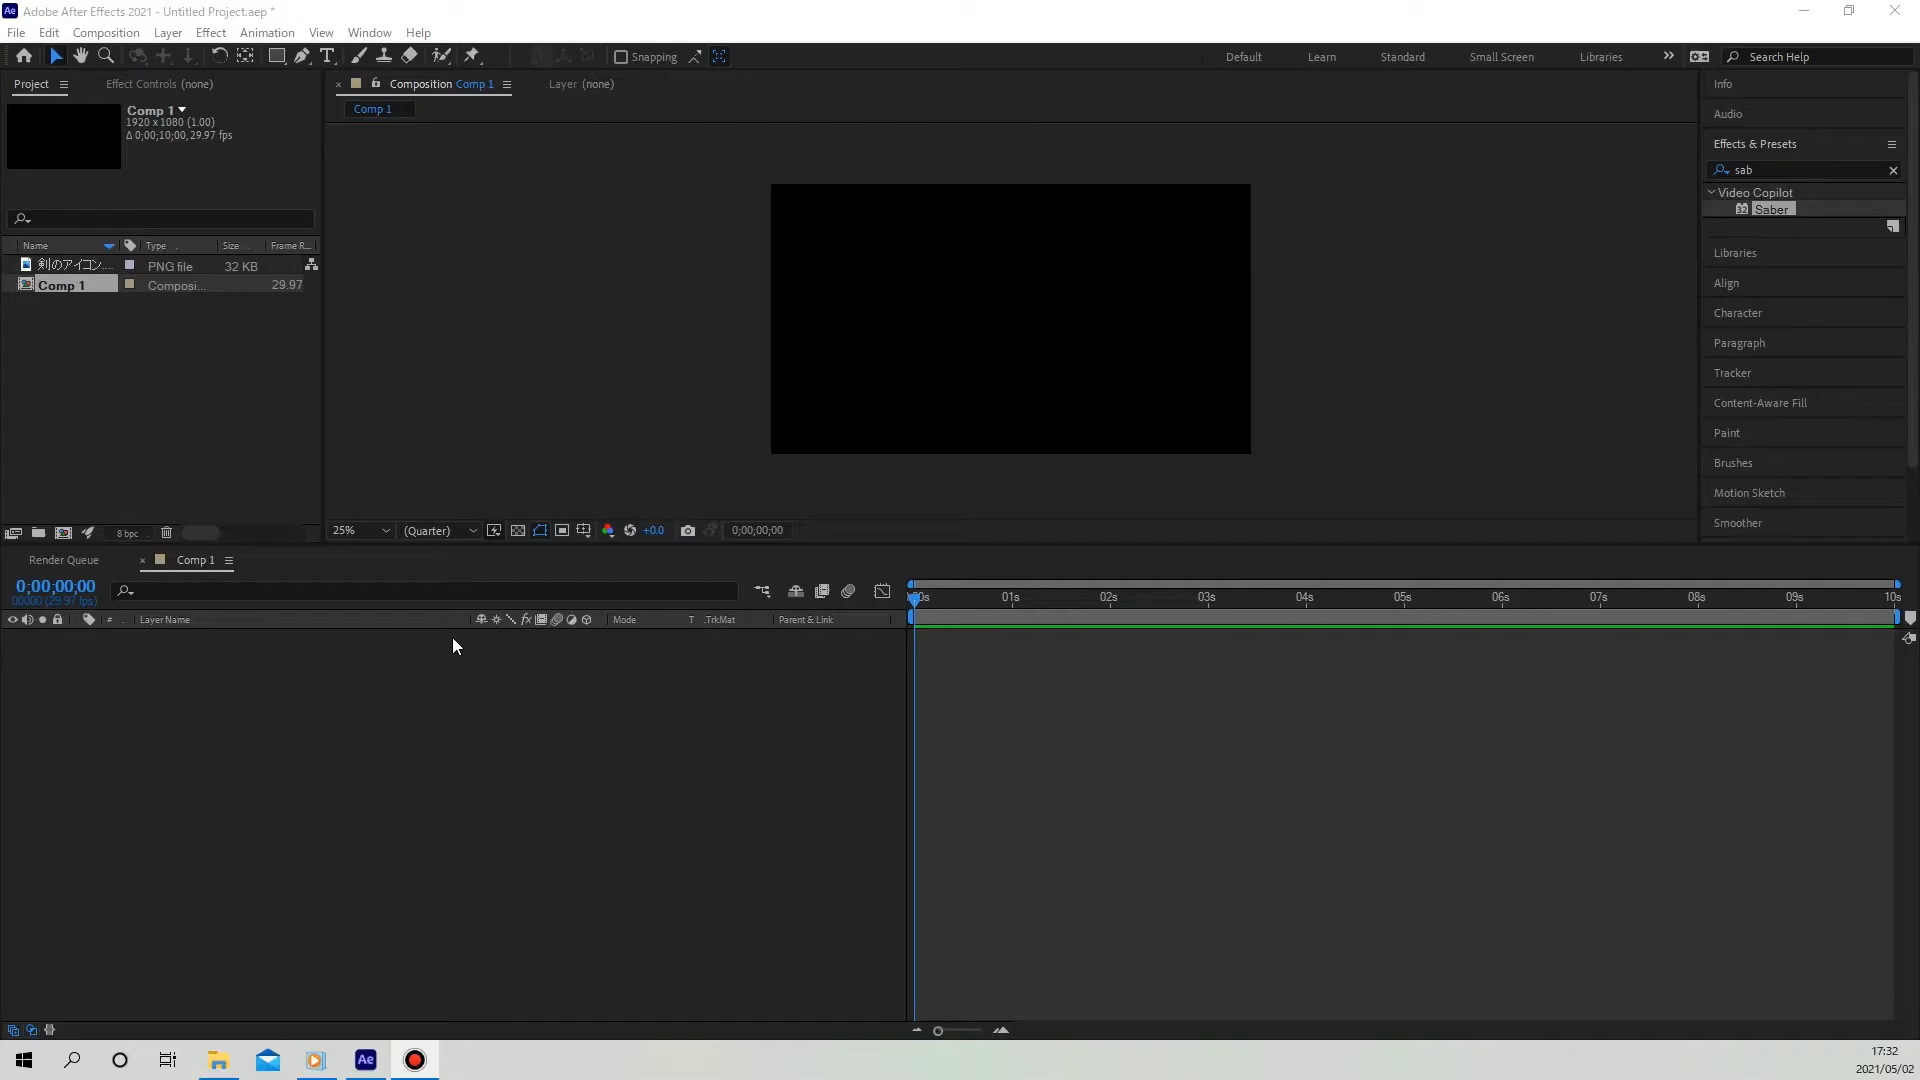 Adobe After Effects 2021 - Untitled Project.aep *
File Edit Composition Layer Effect Animation View Window Help
Snapping
Default Learn Standard Small Screen Libraries
Search Help
Project
Effect Controls (none)
Composition Comp 1
Layer (none)
Comp 1
Comp 1
1920 x 1080 (1.00)
Δ 0;00;10;00, 29.97 fps
Name Type Size Frame R...
剣のアイコン.... PNG file 32 KB
Comp 1 Composi... 29.97
8 bpc
25% (Quarter) +0.0 0;00;00;00
Info
Audio
Effects & Presets
sab
Video Copilot
32 Saber
Libraries
Align
Character
Paragraph
Tracker
Content-Aware Fill
Paint
Brushes
Motion Sketch
Smoother
Render Queue
Comp 1
0;00;00;00
00000 (29.97 fps)
# Layer Name fx Mode T .TrkMat Parent & Link
01s 02s 03s 04s 05s 06s 07s 08s 09s 10s
Ae
17:32
2021/05/02